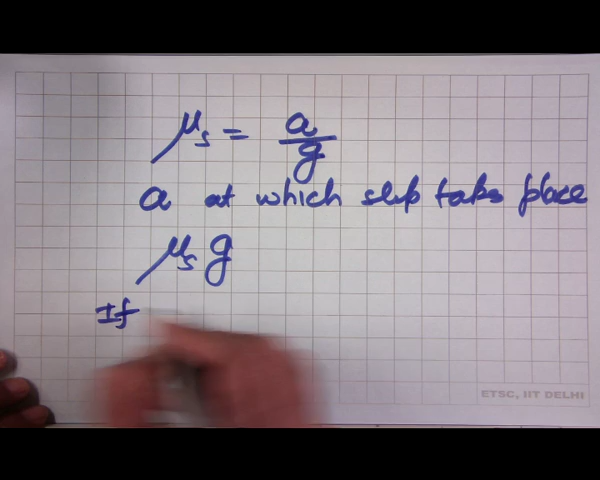 μs = a/g
a at which slip takes place
μs g
If
ETSC, IIT DELHI